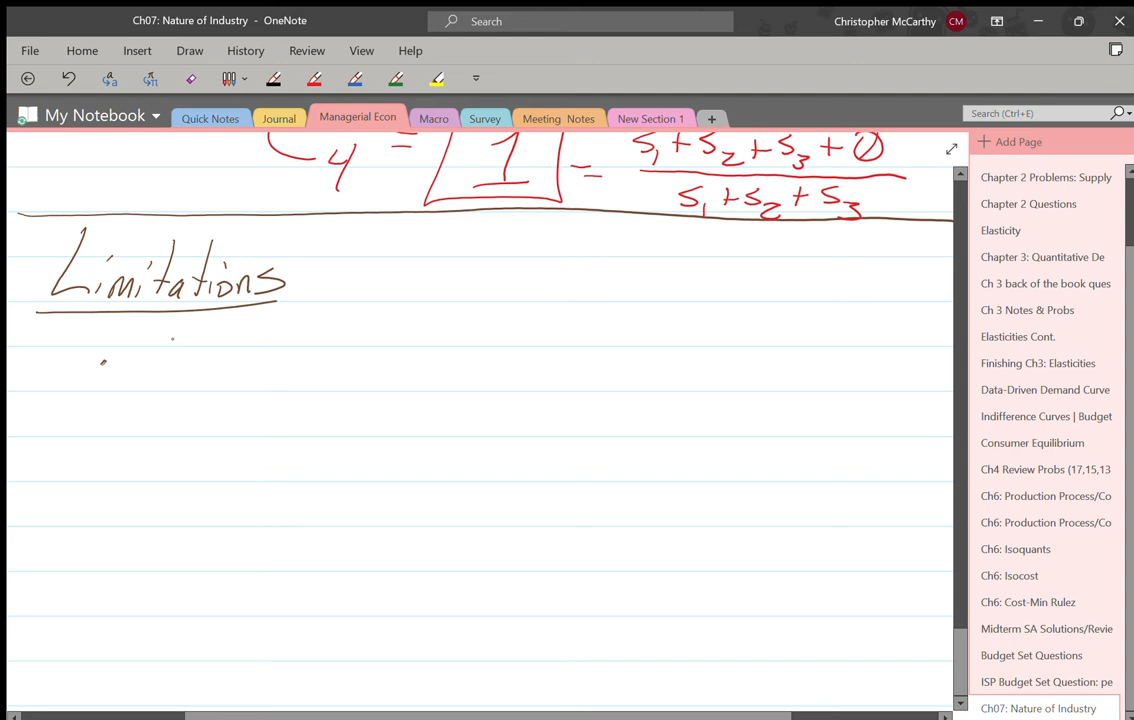 Ch07: Nature of Industry - OneNote
Search
Christopher McCarthy
CM
File Home Insert Draw History Review View Help
My Notebook
Quick Notes Journal Managerial Econ Macro Survey Meeting Notes New Section 1
Search (Ctrl+E)
C4 = 1 = S1 + S2 + S3 + 0
S1 + S2 + S3
Limitations
Add Page
Chapter 2 Problems: Supply
Chapter 2 Questions
Elasticity
Chapter 3: Quantitative De
Ch 3 back of the book ques
Ch 3 Notes & Probs
Elasticities Cont.
Finishing Ch3: Elasticities
Data-Driven Demand Curve
Indifference Curves | Budget
Consumer Equilibrium
Ch4 Review Probs (17,15,13
Ch6: Production Process/Co
Ch6: Production Process/Co
Ch6: Isoquants
Ch6: Isocost
Ch6: Cost-Min Rulez
Midterm SA Solutions/Revie
Budget Set Questions
ISP Budget Set Question: pe
Ch07: Nature of Industry